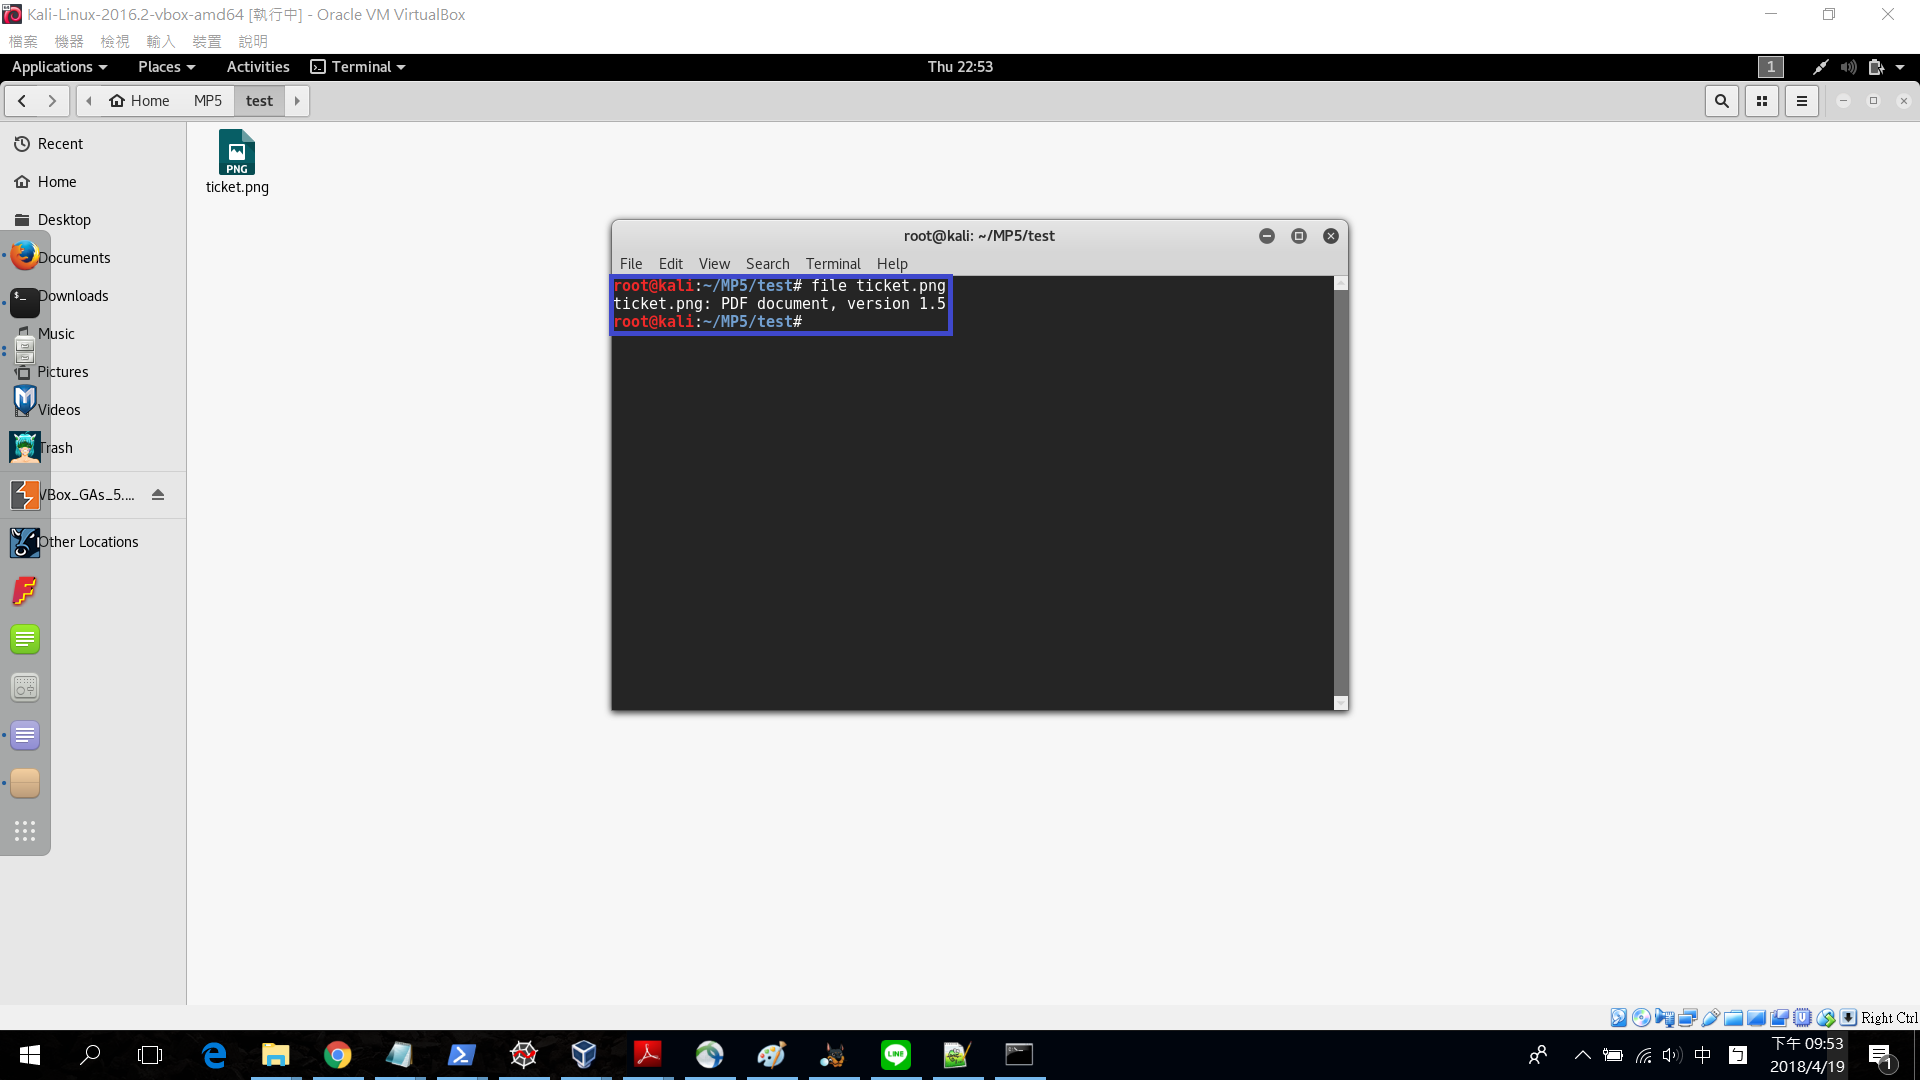 Kali-Linux-2016.2-vbox-amd64 [執行中] - Oracle VM VirtualBox
檔案 機器 檢視 輸入 裝置 說明
Applications Places Activities Terminal Thu 22:53 1
Home MP5 test
Recent
Home
Desktop
Documents
Downloads
Music
Pictures
Videos
Trash
VBox_GAs_5....
Other Locations
PNG
ticket.png
root@kali: ~/MP5/test
File Edit View Search Terminal Help
root@kali:~/MP5/test# file ticket.png
ticket.png: PDF document, version 1.5
root@kali:~/MP5/test#
Right Ctrl
LINE
中
下午 09:53
2018/4/19
1